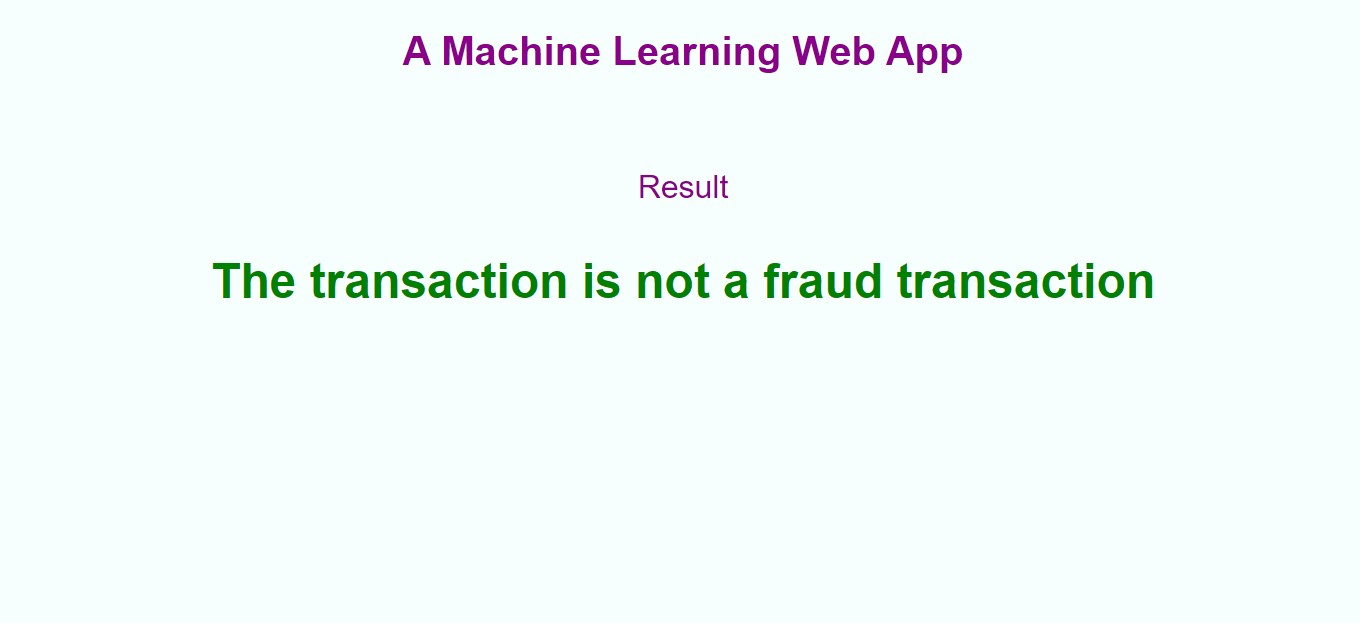 A Machine Learning Web App
Result
The transaction is not a fraud transaction